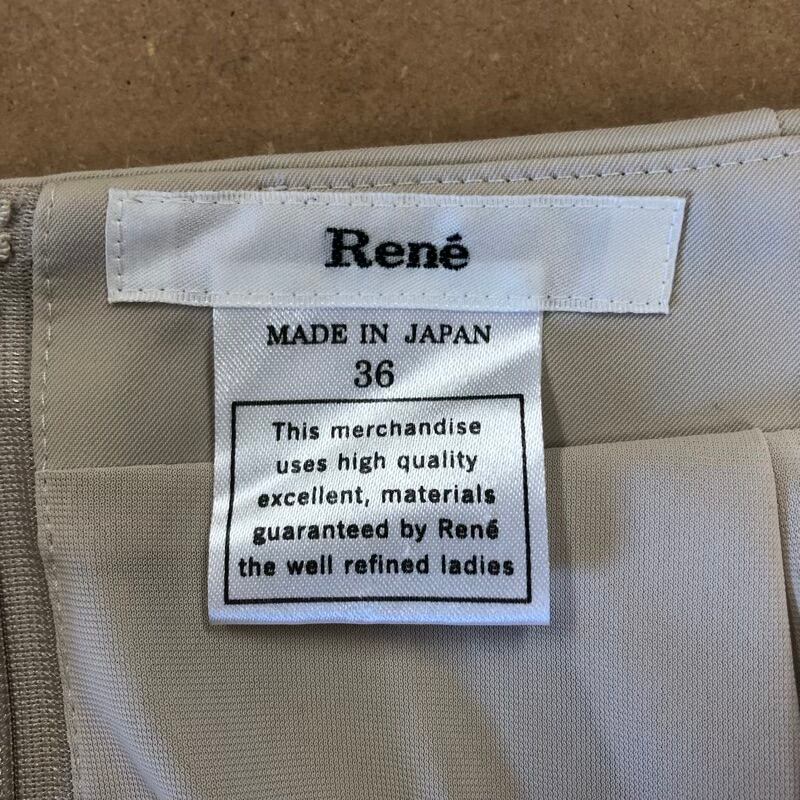 René
MADE IN JAPAN
36
This merchandise
uses high quality
excellent, materials
guaranteed by René
the well refined ladies